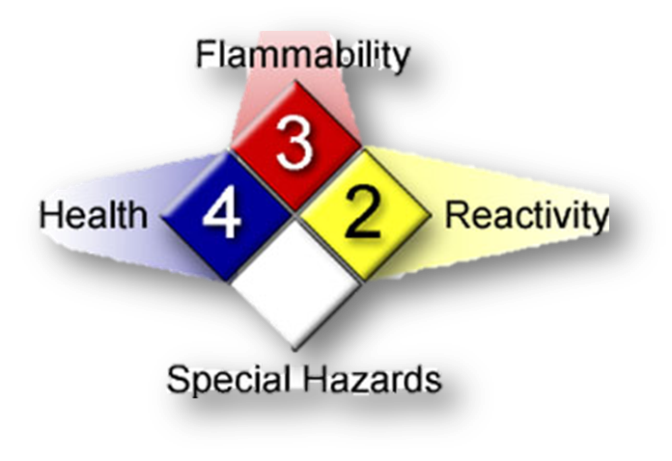 Flammability
3
Health 4 2 Reactivity
Special Hazards